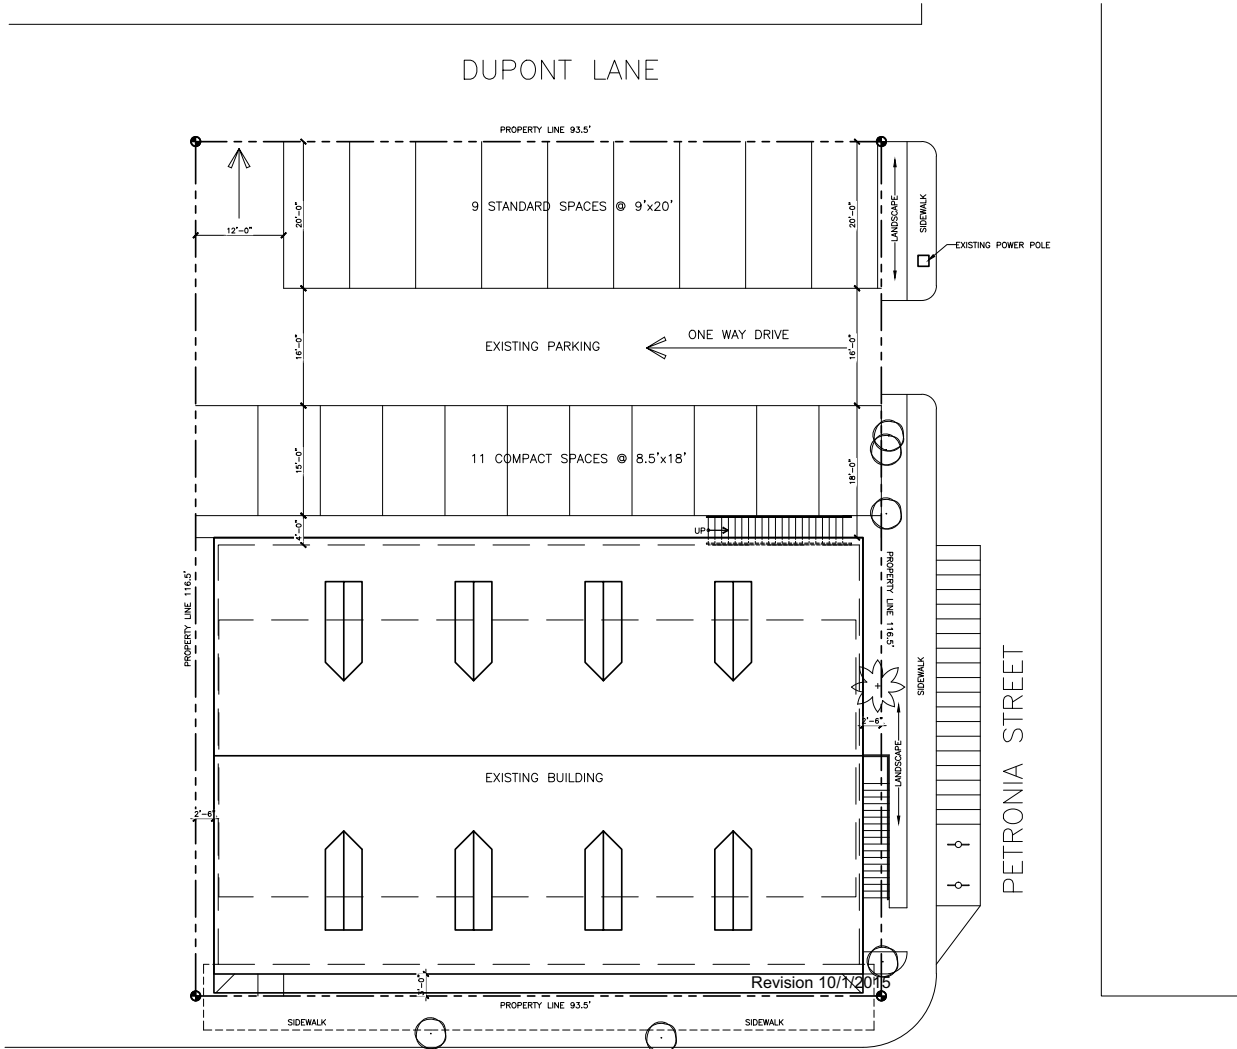 DUPONT LANE
PROPERTY LINE 93.5'
9 STANDARD SPACES @ 9'x20'
20'-0"
20'-0"
LANDSCAPE
SIDEWALK
12'-0"
EXISTING POWER POLE
ONE WAY DRIVE
EXISTING PARKING
16'-0"
16'-0"
11 COMPACT SPACES @ 8.5'x18'
15'-0"
18'-0"
4'-0"
UP
PROPERTY LINE 116.5'
PROPERTY LINE 116.5'
SIDEWALK
PETRONIA STREET
2'-6"
LANDSCAPE
EXISTING BUILDING
2'-6"
3'-0"
Revision 10/1/2015
PROPERTY LINE 93.5'
SIDEWALK
SIDEWALK